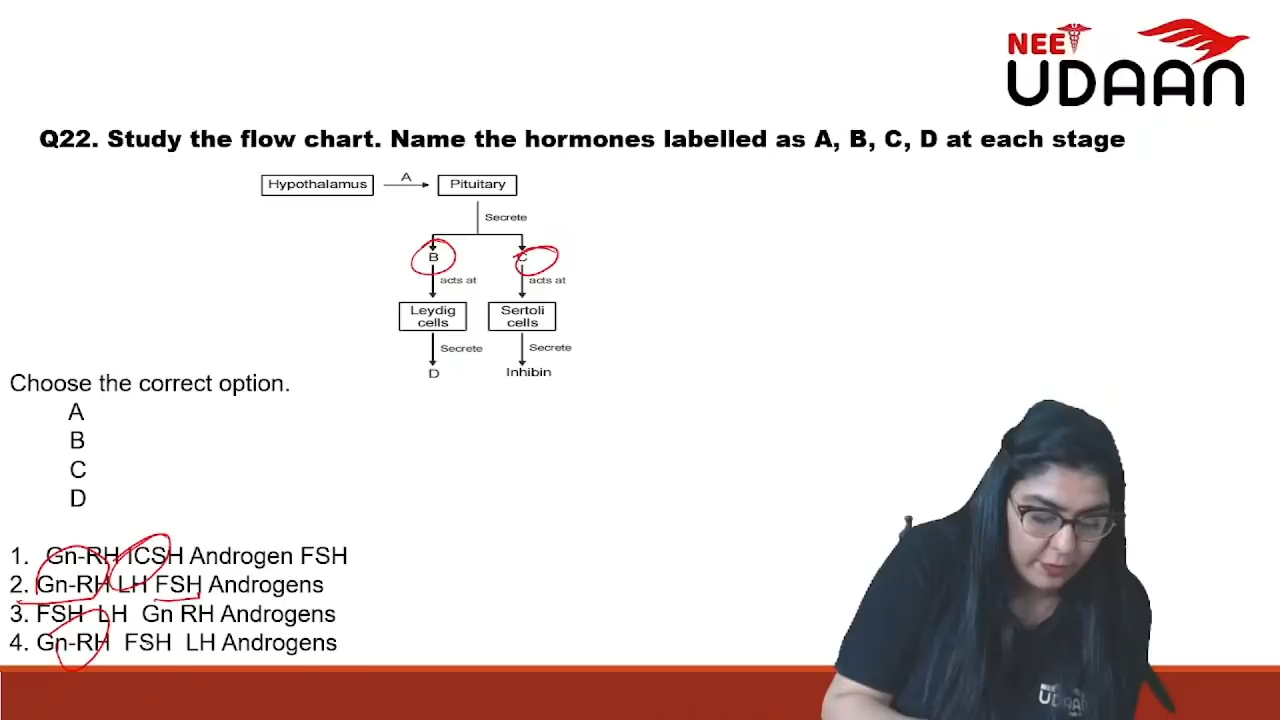 NEET
UDAAN
Q22. Study the flow chart. Name the hormones labelled as A, B, C, D at each stage
Hypothalamus A Pituitary
Secrete
B C
acts at acts at
Leydig cells Sertoli cells
Secrete Secrete
D Inhibin
Choose the correct option.
A
B
C
D
1. Gn-RH ICSH Androgen FSH
2. Gn-RH LH FSH Androgens
3. FSH LH Gn RH Androgens
4. Gn-RH FSH LH Androgens
NEET
UDAAN